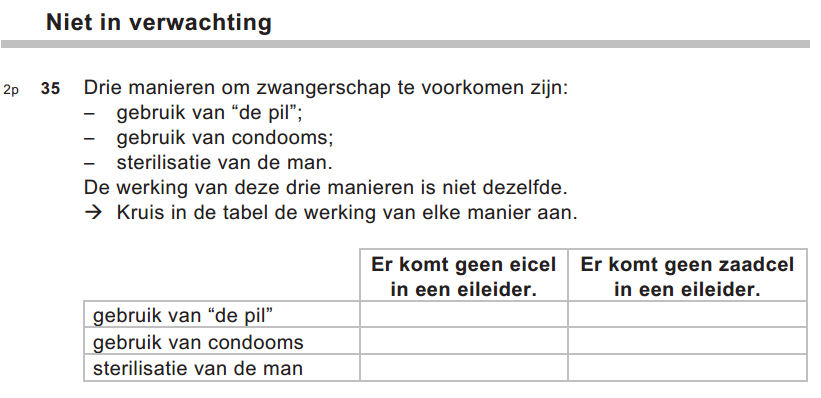 Niet in verwachting
2p 35 Drie manieren om zwangerschap te voorkomen zijn:
– gebruik van “de pil”;
– gebruik van condooms;
– sterilisatie van de man.
De werking van deze drie manieren is niet dezelfde.
→ Kruis in de tabel de werking van elke manier aan.
Er komt geen eicel Er komt geen zaadcel
in een eileider. in een eileider.
gebruik van “de pil”
gebruik van condooms
sterilisatie van de man